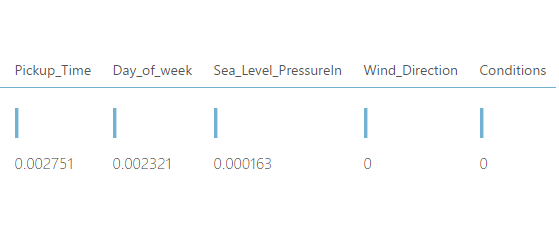 Pickup_Time Day_of_week Sea_Level_PressureIn Wind_Direction Conditions
0.002751 0.002321 0.000163 0 0